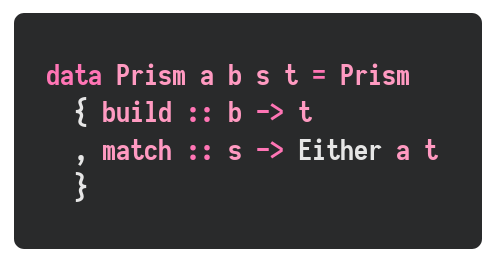 data Prism a b s t = Prism
  { build :: b -> t
  , match :: s -> Either a t
  }